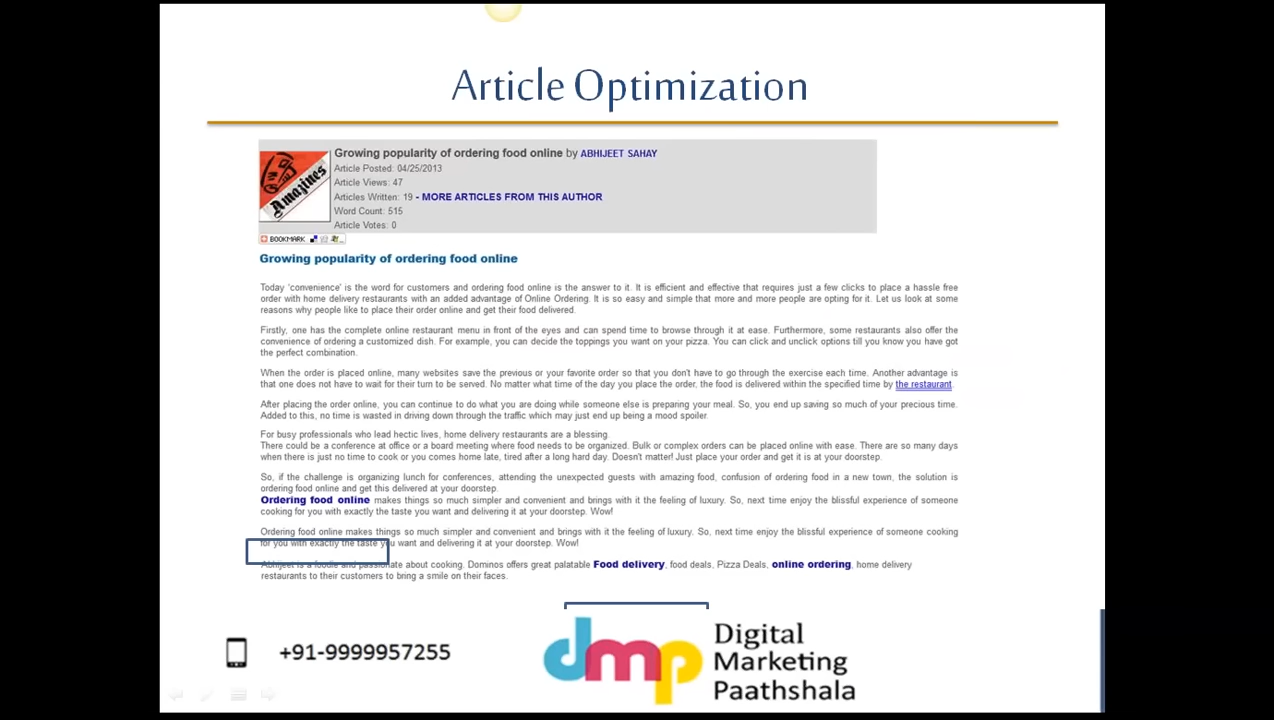 Article Optimization
Growing popularity of ordering food online by ABHIJEET SAHAY
Article Posted: 04/25/2013
Article Views: 47
Articles Written: 19 - MORE ARTICLES FROM THIS AUTHOR
Word Count: 515
Article Votes: 0
Amazines
BOOKMARK
Growing popularity of ordering food online
Today 'convenience' is the word for customers and ordering food online is the answer to it. It is efficient and effective that requires just a few clicks to place a hassle free
order with home delivery restaurants with an added advantage of Online Ordering. It is so easy and simple that more and more people are opting for it. Let us look at some
reasons why people like to place their order online and get their food delivered.
Firstly, one has the complete online restaurant menu in front of the eyes and can spend time to browse through it at ease. Furthermore, some restaurants also offer the
convenience of ordering a customized dish. For example, you can decide the toppings you want on your pizza. You can click and unclick options till you know you have got
the perfect combination.
When the order is placed online, many websites save the previous or your favorite order so that you don't have to go through the exercise each time. Another advantage is
that one does not have to wait for their turn to be served. No matter what time of the day you place the order, the food is delivered within the specified time by the restaurant.
After placing the order online, you can continue to do what you are doing while someone else is preparing your meal. So, you end up saving so much of your precious time.
Added to this, no time is wasted in driving down through the traffic which may just end up being a mood spoiler.
For busy professionals who lead hectic lives, home delivery restaurants are a blessing.
There could be a conference at office or a board meeting where food needs to be organized. Bulk or complex orders can be placed online with ease. There are so many days
when there is just no time to cook or you comes home late, tired after a long hard day. Doesn't matter! Just place your order and get it is at your doorstep.
So, if the challenge is organizing lunch for conferences, attending the unexpected guests with amazing food, confusion of ordering food in a new town, the solution is
ordering food online and get this delivered at your doorstep.
Ordering food online makes things so much simpler and convenient and brings with it the feeling of luxury. So, next time enjoy the blissful experience of someone
cooking for you with exactly the taste you want and delivering it at your doorstep. Wow!
Ordering food online makes things so much simpler and convenient and brings with it the feeling of luxury. So, next time enjoy the blissful experience of someone cooking
for you with exactly the taste you want and delivering it at your doorstep. Wow!
Abhijeet is a foodie and passionate about cooking. Dominos offers great palatable Food delivery, food deals, Pizza Deals, online ordering, home delivery
restaurants to their customers to bring a smile on their faces.
+91-9999957255
dmp
Digital
Marketing
Paathshala